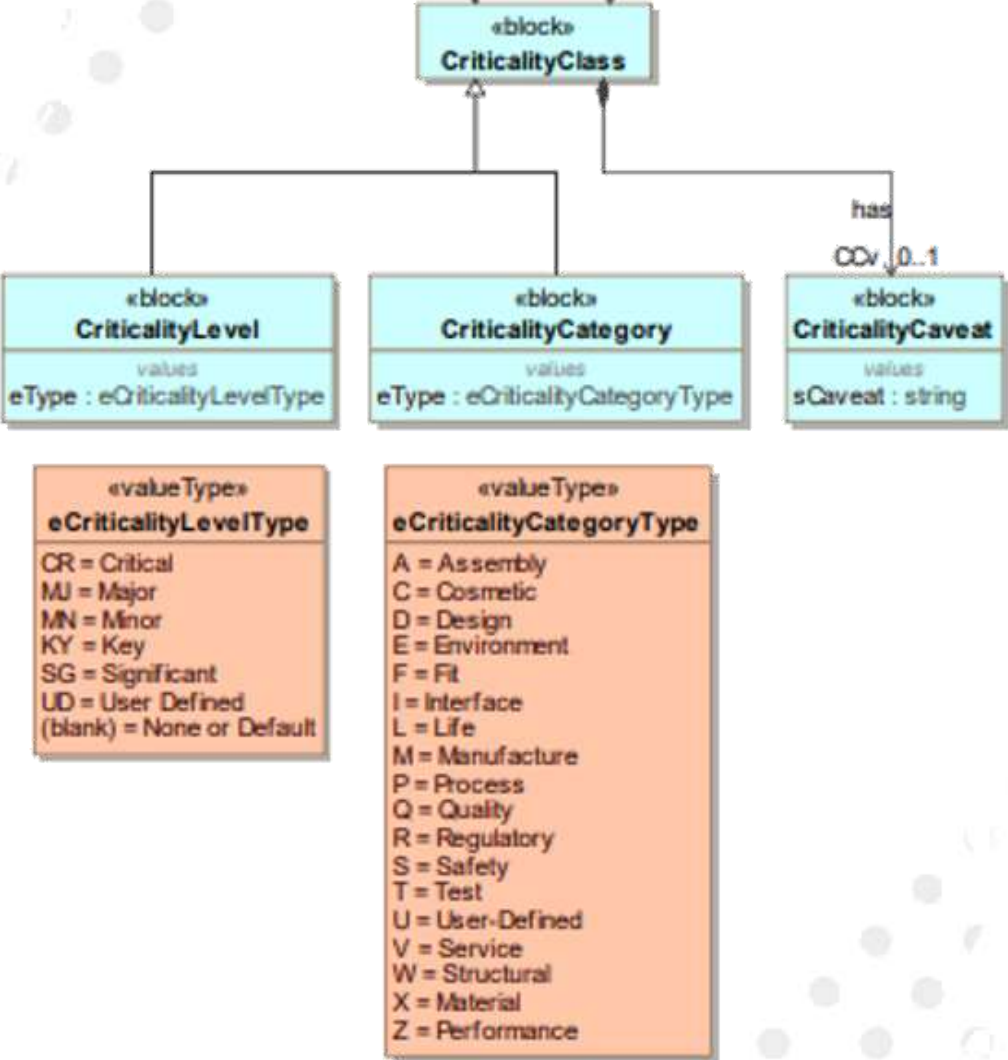 «block»
CriticalityClass
has
CCv 0..1
«block»
CriticalityLevel
values
eType : eCriticalityLevelType
«block»
CriticalityCategory
values
eType : eCriticalityCategoryType
«block»
CriticalityCaveat
values
sCaveat : string
«valueType»
eCriticalityLevelType
CR = Critical
MJ = Major
MN = Minor
KY = Key
SG = Significant
UD = User Defined
(blank) = None or Default
«valueType»
eCriticalityCategoryType
A = Assembly
C = Cosmetic
D = Design
E = Environment
F = Fit
I = Interface
L = Life
M = Manufacture
P = Process
Q = Quality
R = Regulatory
S = Safety
T = Test
U = User-Defined
V = Service
W = Structural
X = Material
Z = Performance